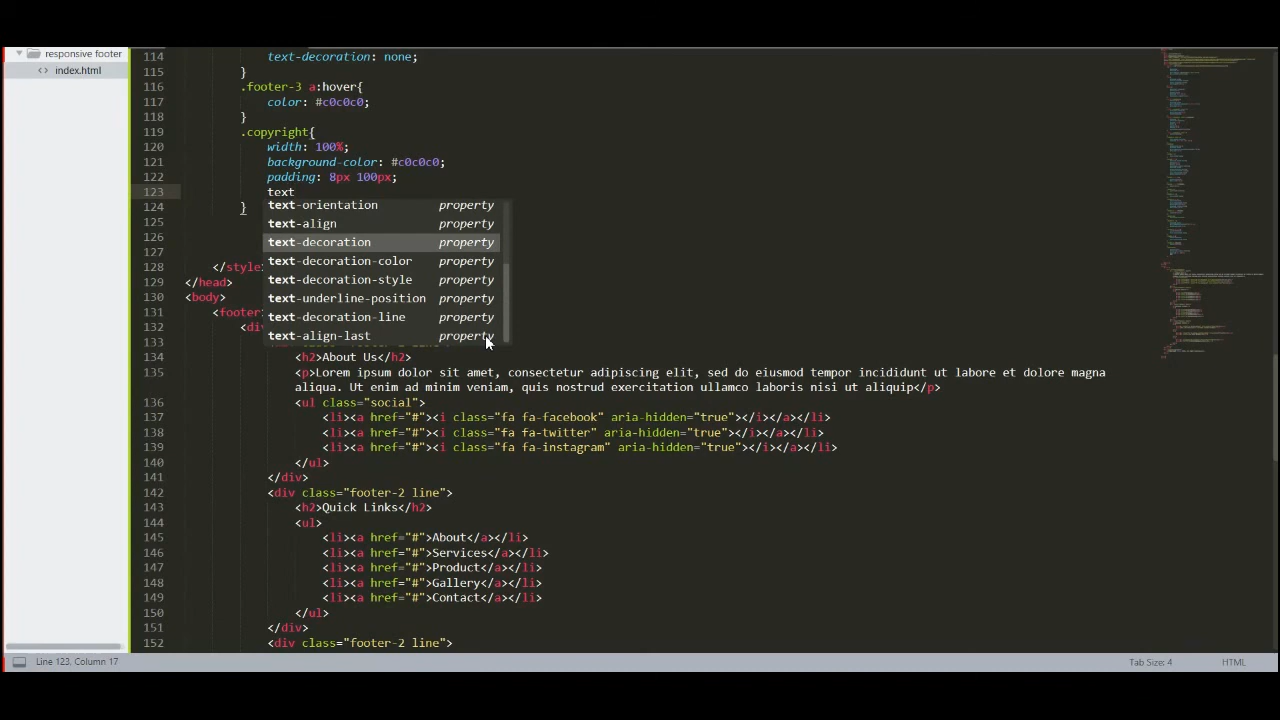 responsive footer
index.html
114 text-decoration: none;
115 }
116 .footer-3 a:hover{
117 color: #c0c0c0;
118 }
119 .copyright{
120 width: 100%;
121 background-color: #c0c0c0;
122 padding: 8px 100px;
123 text
124 }
text-orientation property
125
text-align property
126
text-decoration property
127
text-decoration-color property
128 </style
text-decoration-style property
129 </head>
130 <body>
text-underline-position property
131 <footer
text-decoration-line property
132 <div
text-align-last property
133
134 <h2>About Us</h2>
135 <p>Lorem ipsum dolor sit amet, consectetur adipiscing elit, sed do eiusmod tempor incididunt ut labore et dolore magna
aliqua. Ut enim ad minim veniam, quis nostrud exercitation ullamco laboris nisi ut aliquip</p>
136 <ul class="social">
137 <li><a href="#"><i class="fa fa-facebook" aria-hidden="true"></i></a></li>
138 <li><a href="#"><i class="fa fa-twitter" aria-hidden="true"></i></a></li>
139 <li><a href="#"><i class="fa fa-instagram" aria-hidden="true"></i></a></li>
140 </ul>
141 </div>
142 <div class="footer-2 line">
143 <h2>Quick Links</h2>
144 <ul>
145 <li><a href="#">About</a></li>
146 <li><a href="#">Services</a></li>
147 <li><a href="#">Product</a></li>
148 <li><a href="#">Gallery</a></li>
149 <li><a href="#">Contact</a></li>
150 </ul>
151 </div>
152 <div class="footer-2 line">
Line 123, Column 17 Tab Size: 4 HTML